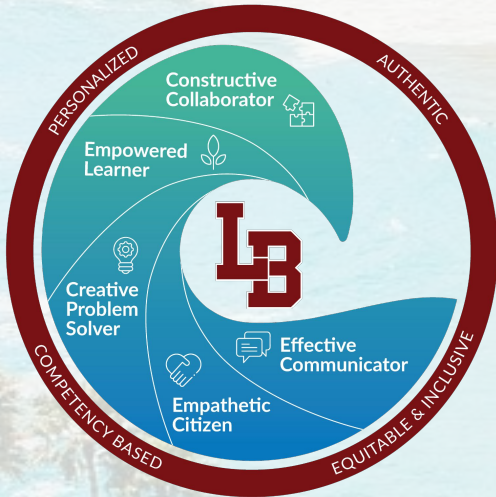 PERSONALIZED
AUTHENTIC
Constructive
Collaborator
Empowered
Learner
LB
Creative
Problem
Solver
Effective
Communicator
Empathetic
Citizen
COMPETENCY BASED
EQUITABLE & INCLUSIVE